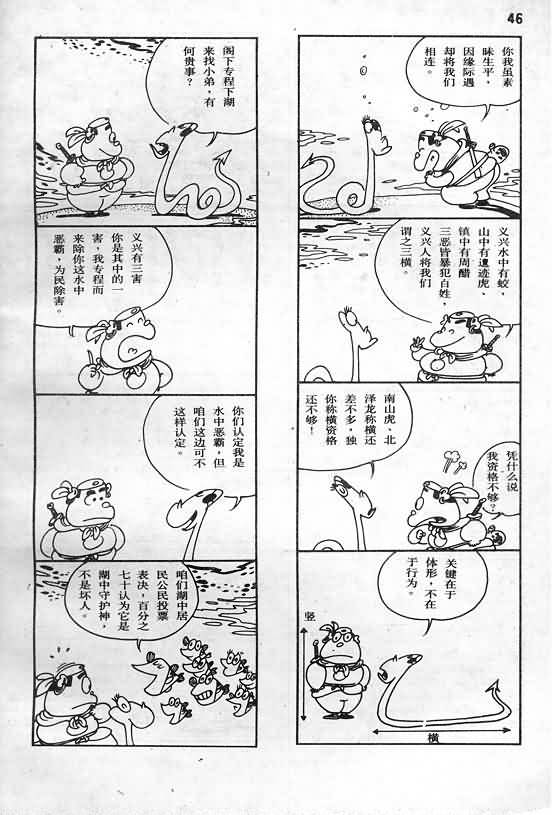 46
你我虽素
昧生平，
因缘际遇
却将我们
相连。
义兴水中有蛟，
山中有邅迹虎，
镇中有周醋
三恶皆暴犯百姓，
义兴人将我们
谓之三横。
南山虎，北
泽龙称横还
差不多，独
你称横资格
还不够！
凭什么说
我资格不够？
关键在于
体形，不在
于行为。
竖
横
阁下专程下湖
来找小弟，有
何贵事？
义兴有三害
你是其中的一
害，我专程而
来除你这水中
恶霸，为民除害。
你们认定我是
水中恶霸，但
咱们这边可不
这样认定。
咱们湖中居
民公民投票
表决，百分之
七十认为它是
湖中守护神，
不是坏人。